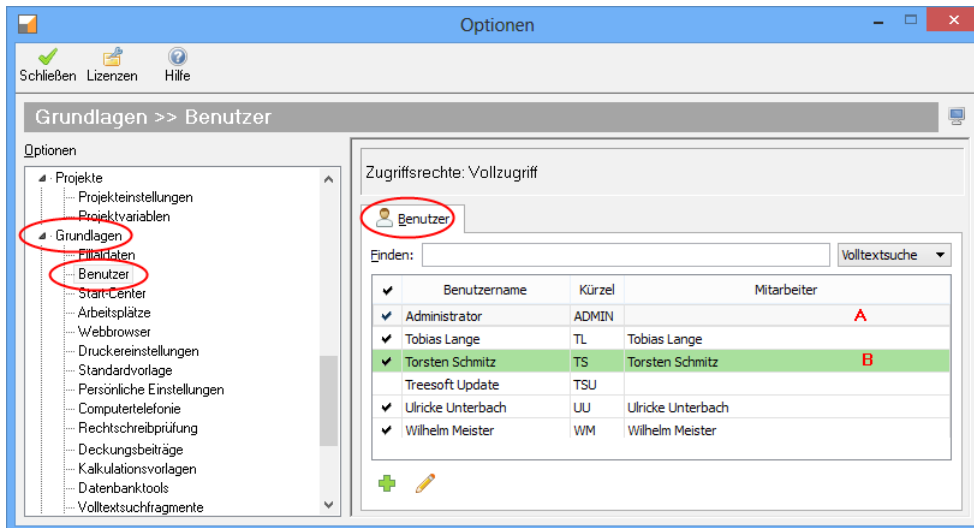 Optionen
Schließen Lizenzen Hilfe
Grundlagen >> Benutzer
Optionen
Projekte
Projekteinstellungen
Projektvariablen
Grundlagen
Filialdaten
Benutzer
Start-Center
Arbeitsplätze
Webbrowser
Druckereinstellungen
Standardvorlage
Persönliche Einstellungen
Computertelefonie
Rechtschreibprüfung
Deckungsbeiträge
Kalkulationsvorlagen
Datenbanktools
Volltextsuchfragmente
Zugriffsrechte: Vollzugriff
Benutzer
Finden: Volltextsuche
Benutzername Kürzel Mitarbeiter
Administrator ADMIN A
Tobias Lange TL Tobias Lange
Torsten Schmitz TS Torsten Schmitz B
Treesoft Update TSU
Ulricke Unterbach UU Ulricke Unterbach
Wilhelm Meister WM Wilhelm Meister